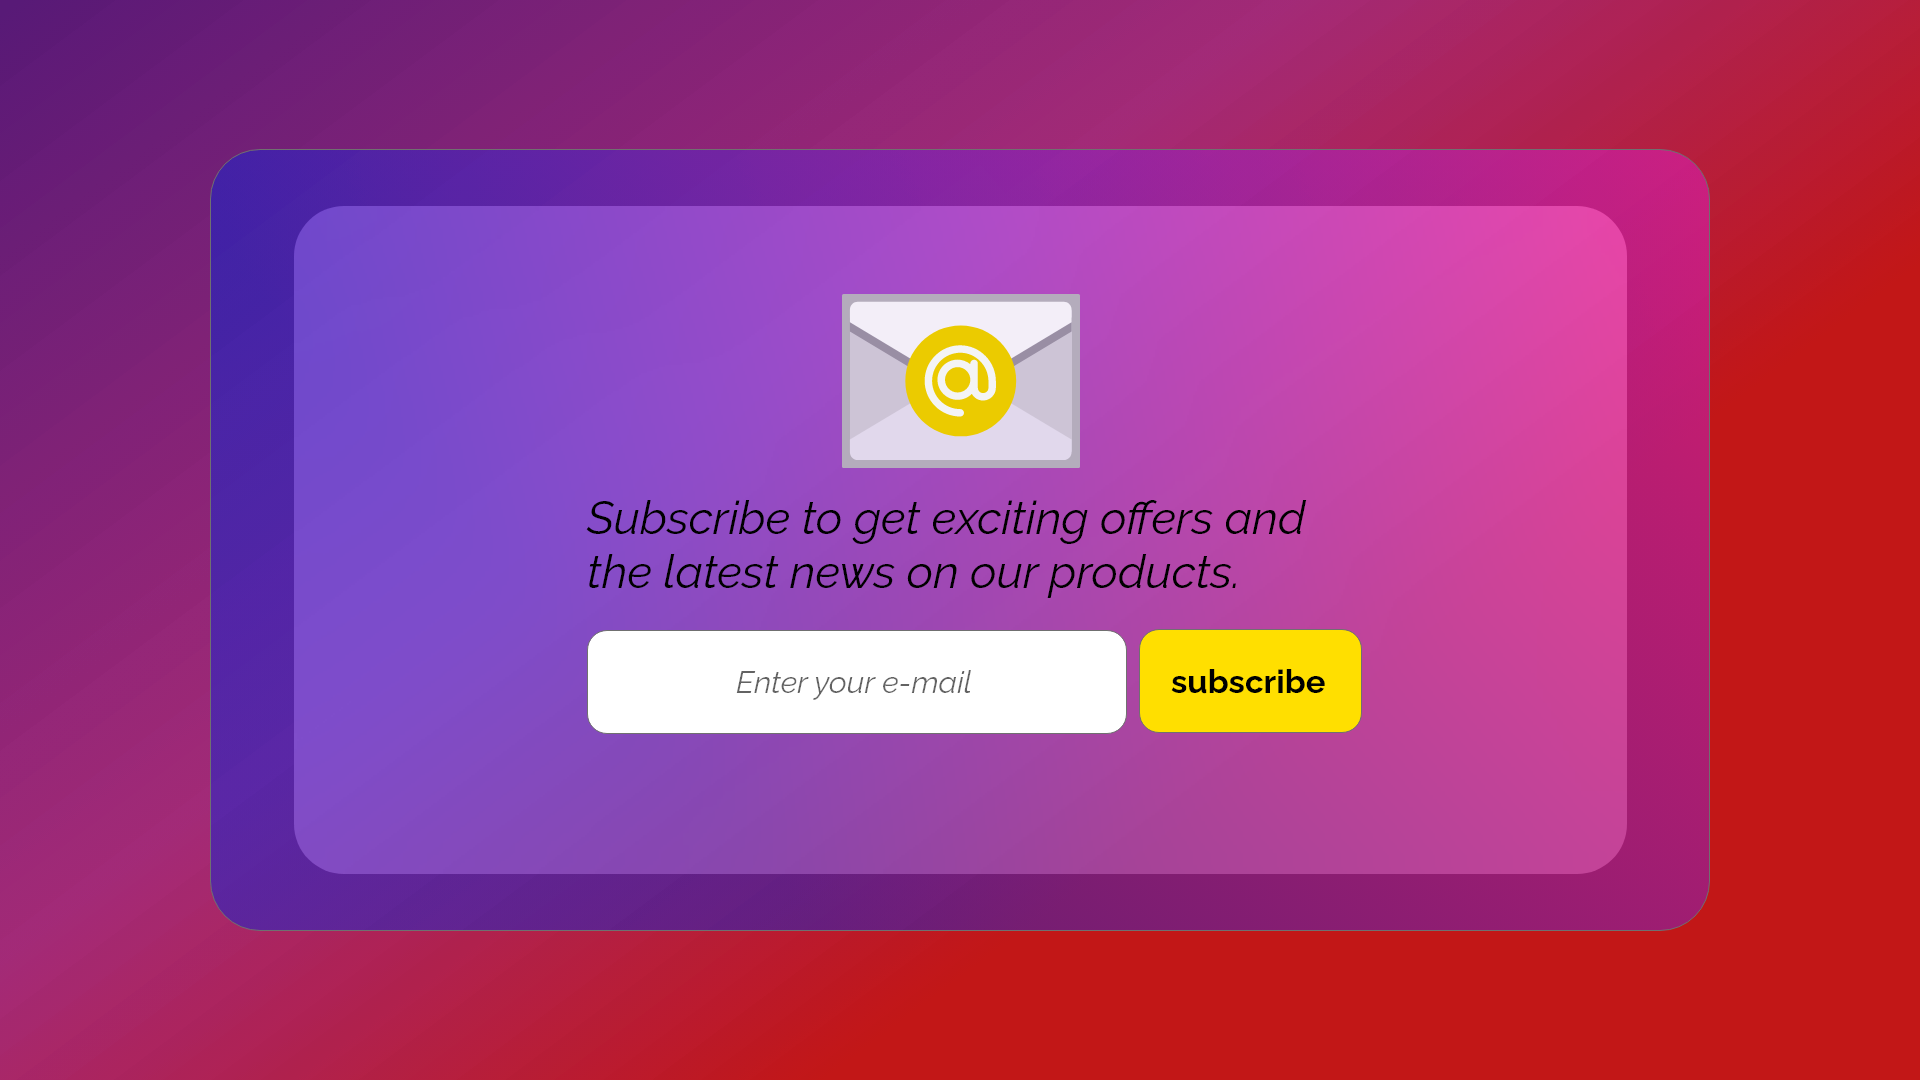 @
Subscribe to get exciting offers and
the latest news on our products.
Enter your e-mail
subscribe